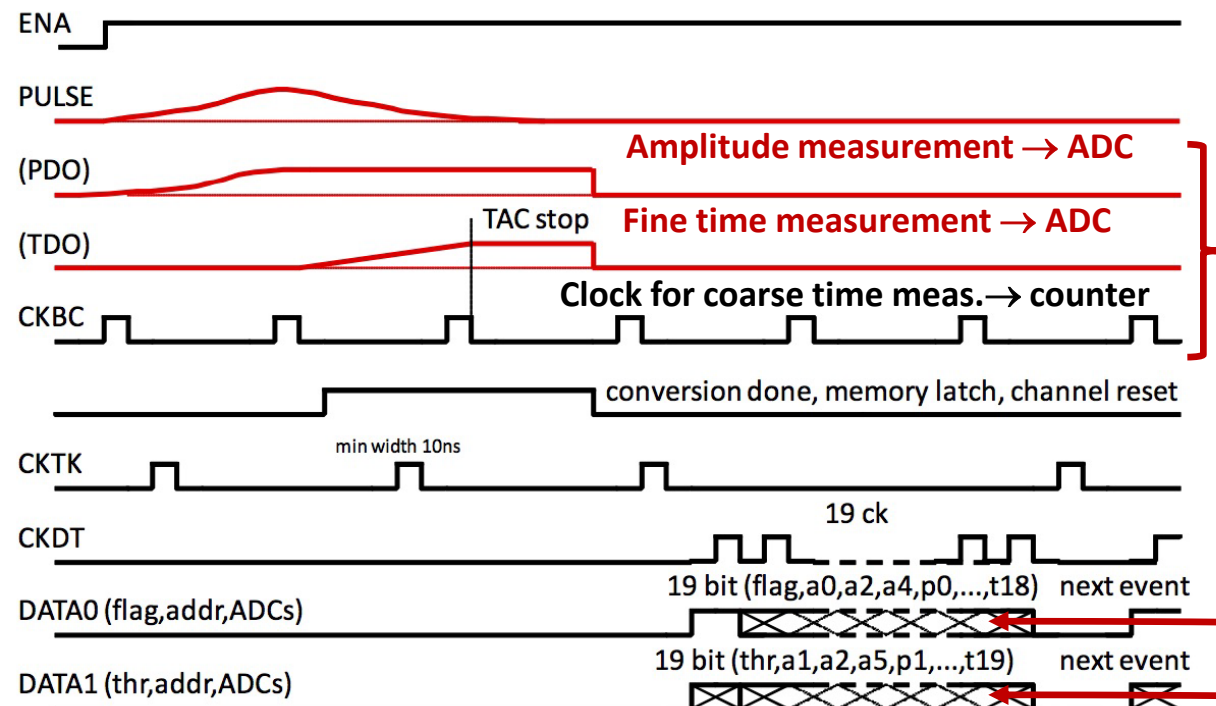 ENA
PULSE
Amplitude measurement → ADC
(PDO)
TAC stop
Fine time measurement → ADC
(TDO)
Clock for coarse time meas.→ counter
CKBC
conversion done, memory latch, channel reset
min width 10ns
CKTK
19 ck
CKDT
19 bit (flag,a0,a2,a4,p0,...,t18) next event
DATA0 (flag,addr,ADCs)
19 bit (thr,a1,a2,a5,p1,...,t19) next event
DATA1 (thr,addr,ADCs)